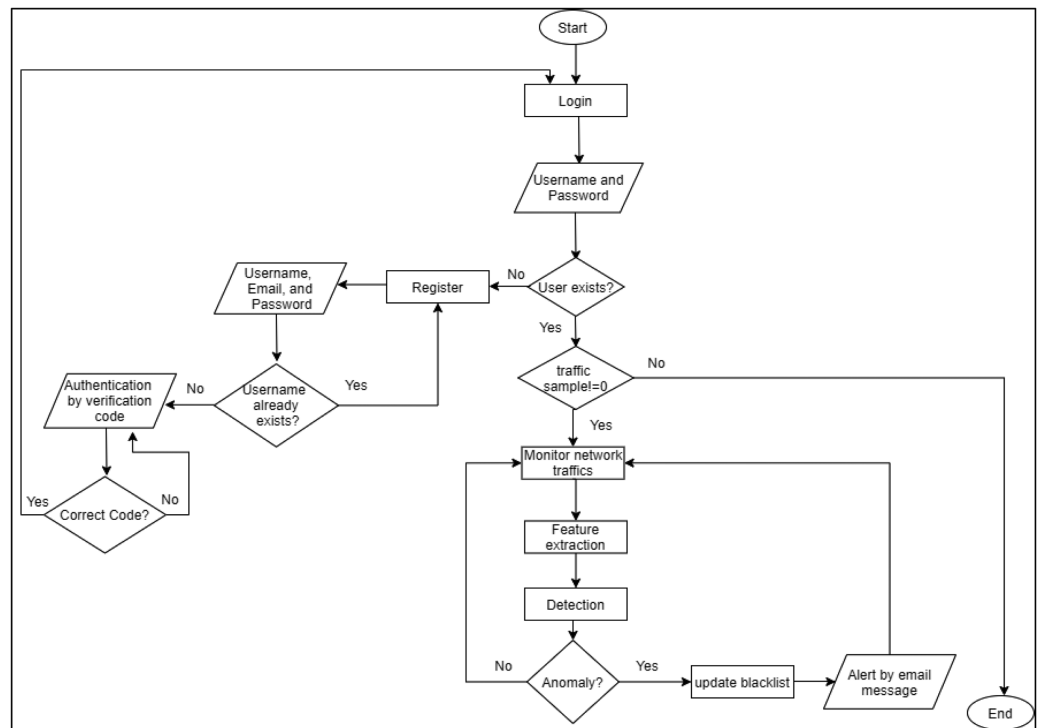 Start
Login
Username and
Password
User exists?
No
Yes
Register
Username,
Email, and
Password
Username
already
exists?
Yes
No
Authentication
by verification
code
Correct Code?
Yes
No
traffic
sample!=0
No
Yes
Monitor network
traffics
Feature
extraction
Detection
Anomaly?
No
Yes
update blacklist
Alert by email
message
End